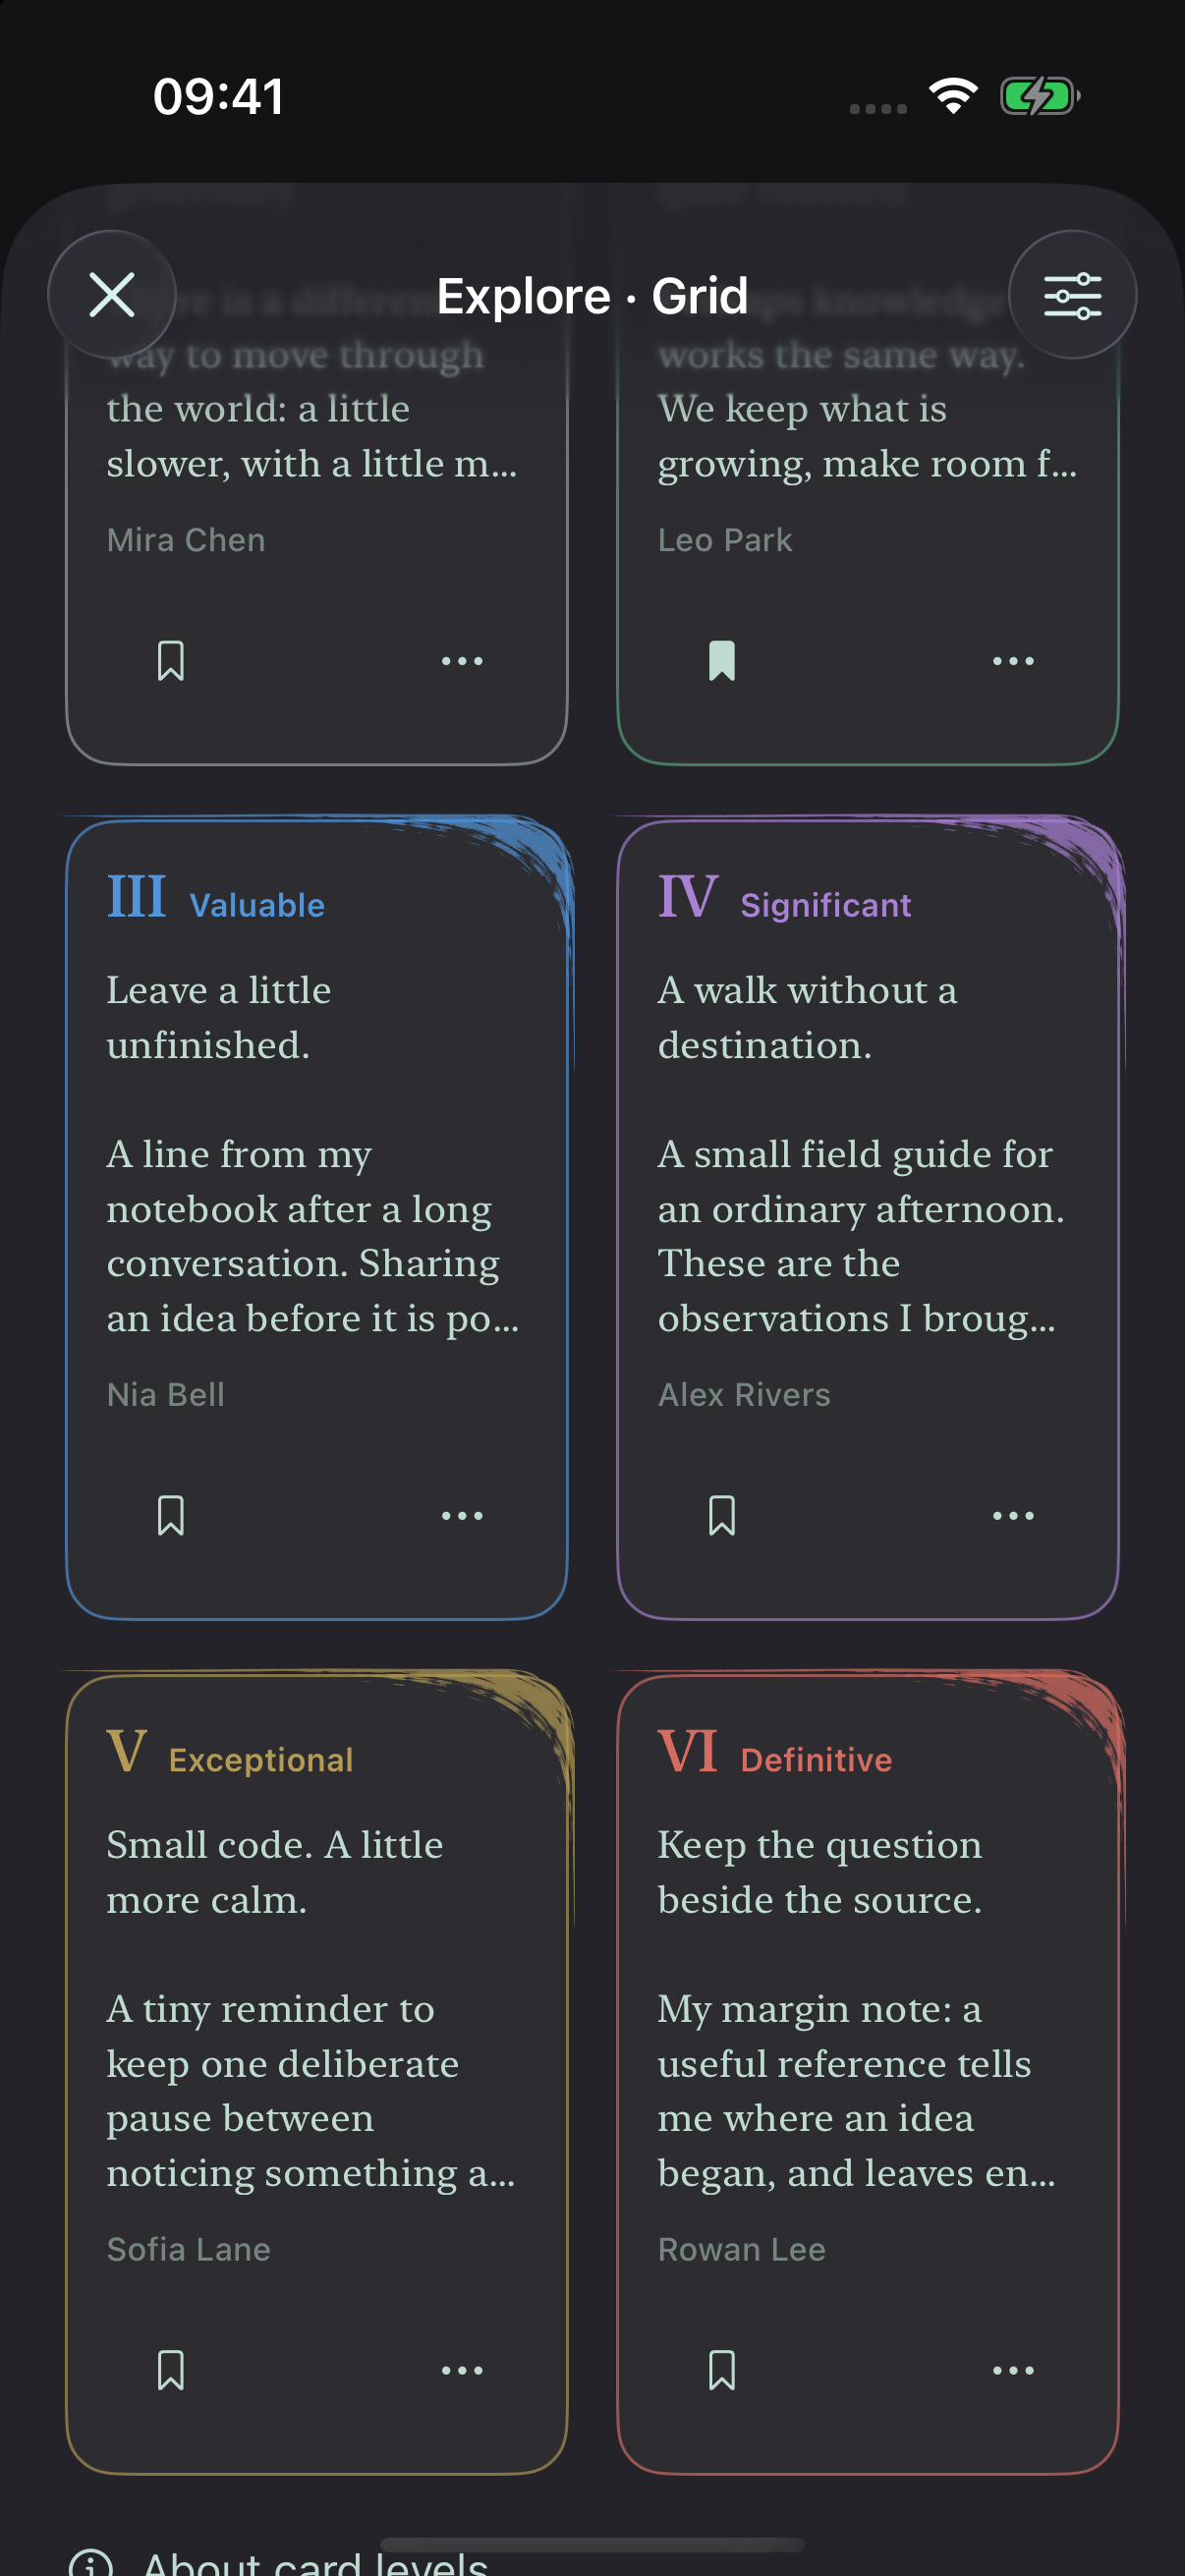 09:41
Explore · Grid
way to move through
the world: a little
slower, with a little m...
Mira Chen
works the same way.
We keep what is
growing, make room f...
Leo Park
III Valuable
Leave a little
unfinished.
A line from my
notebook after a long
conversation. Sharing
an idea before it is po...
Nia Bell
IV Significant
A walk without a
destination.
A small field guide for
an ordinary afternoon.
These are the
observations I broug...
Alex Rivers
V Exceptional
Small code. A little
more calm.
A tiny reminder to
keep one deliberate
pause between
noticing something a...
Sofia Lane
VI Definitive
Keep the question
beside the source.
My margin note: a
useful reference tells
me where an idea
began, and leaves en...
Rowan Lee
About card levels